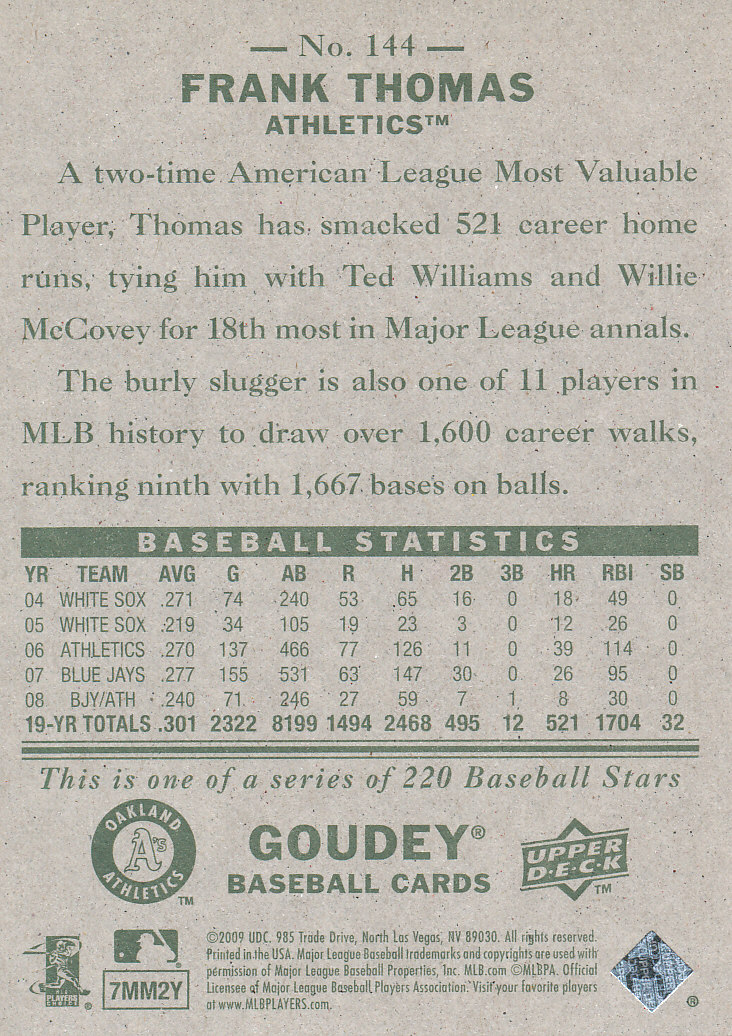 — No. 144 —
FRANK THOMAS
ATHLETICS™
A two-time American League Most Valuable
Player, Thomas has smacked 521 career home
runs, tying him with Ted Williams and Willie
McCovey for 18th most in Major League annals.
The burly slugger is also one of 11 players in
MLB history to draw over 1,600 career walks,
ranking ninth with 1,667 bases on balls.
BASEBALL STATISTICS
YR TEAM AVG G AB R H 2B 3B HR RBI SB
04 WHITE SOX .271 74 240 53 65 16 0 18 49 0
05 WHITE SOX .219 34 105 19 23 3 0 12 26 0
06 ATHLETICS .270 137 466 77 126 11 0 39 114 0
07 BLUE JAYS .277 155 531 63 147 30 0 26 95 0
08 BJY/ATH .240 71 246 27 59 7 1 8 30 0
19-YR TOTALS .301 2322 8199 1494 2468 495 12 521 1704 32
This is one of a series of 220 Baseball Stars
OAKLAND
A's
ATHLETICS
™
GOUDEY®
BASEBALL CARDS
UPPER
D·E·C·K
™
©2009 UDC. 985 Trade Drive, North Las Vegas, NV 89030. All rights reserved.
Printed in the USA. Major League Baseball trademarks and copyrights are used with
permission of Major League Baseball Properties, Inc. MLB.com ©MLBPA. Official
Licensee of Major League Baseball Players Association. Visit your favorite players
at www.MLBPLAYERS.com.
MLB
PLAYERS
CHOICE
®
7MM2Y
®